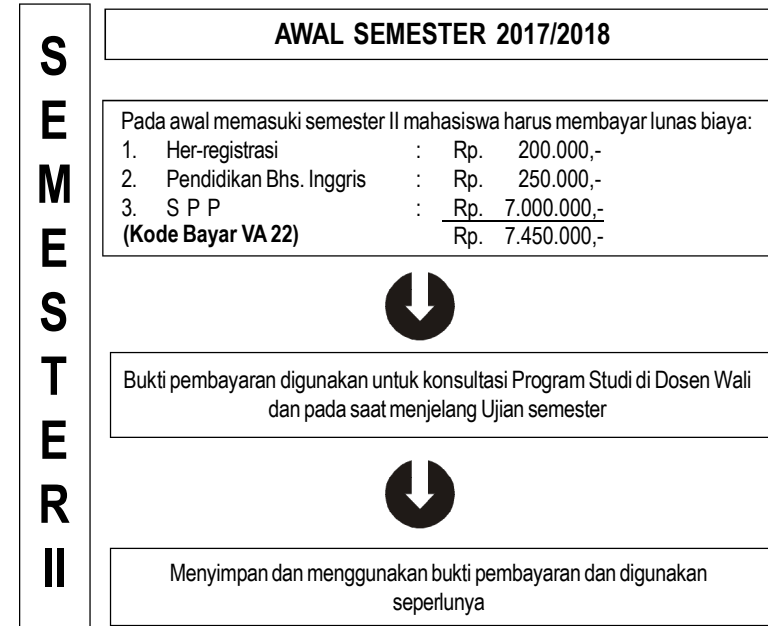 SEMESTER II
AWAL SEMESTER 2017/2018
Pada awal memasuki semester II mahasiswa harus membayar lunas biaya:
1. Her-registrasi : Rp. 200.000,-
2. Pendidikan Bhs. Inggris : Rp. 250.000,-
3. S P P : Rp. 7.000.000,-
(Kode Bayar VA 22) Rp. 7.450.000,-
Bukti pembayaran digunakan untuk konsultasi Program Studi di Dosen Wali
dan pada saat menjelang Ujian semester
Menyimpan dan menggunakan bukti pembayaran dan digunakan
seperlunya